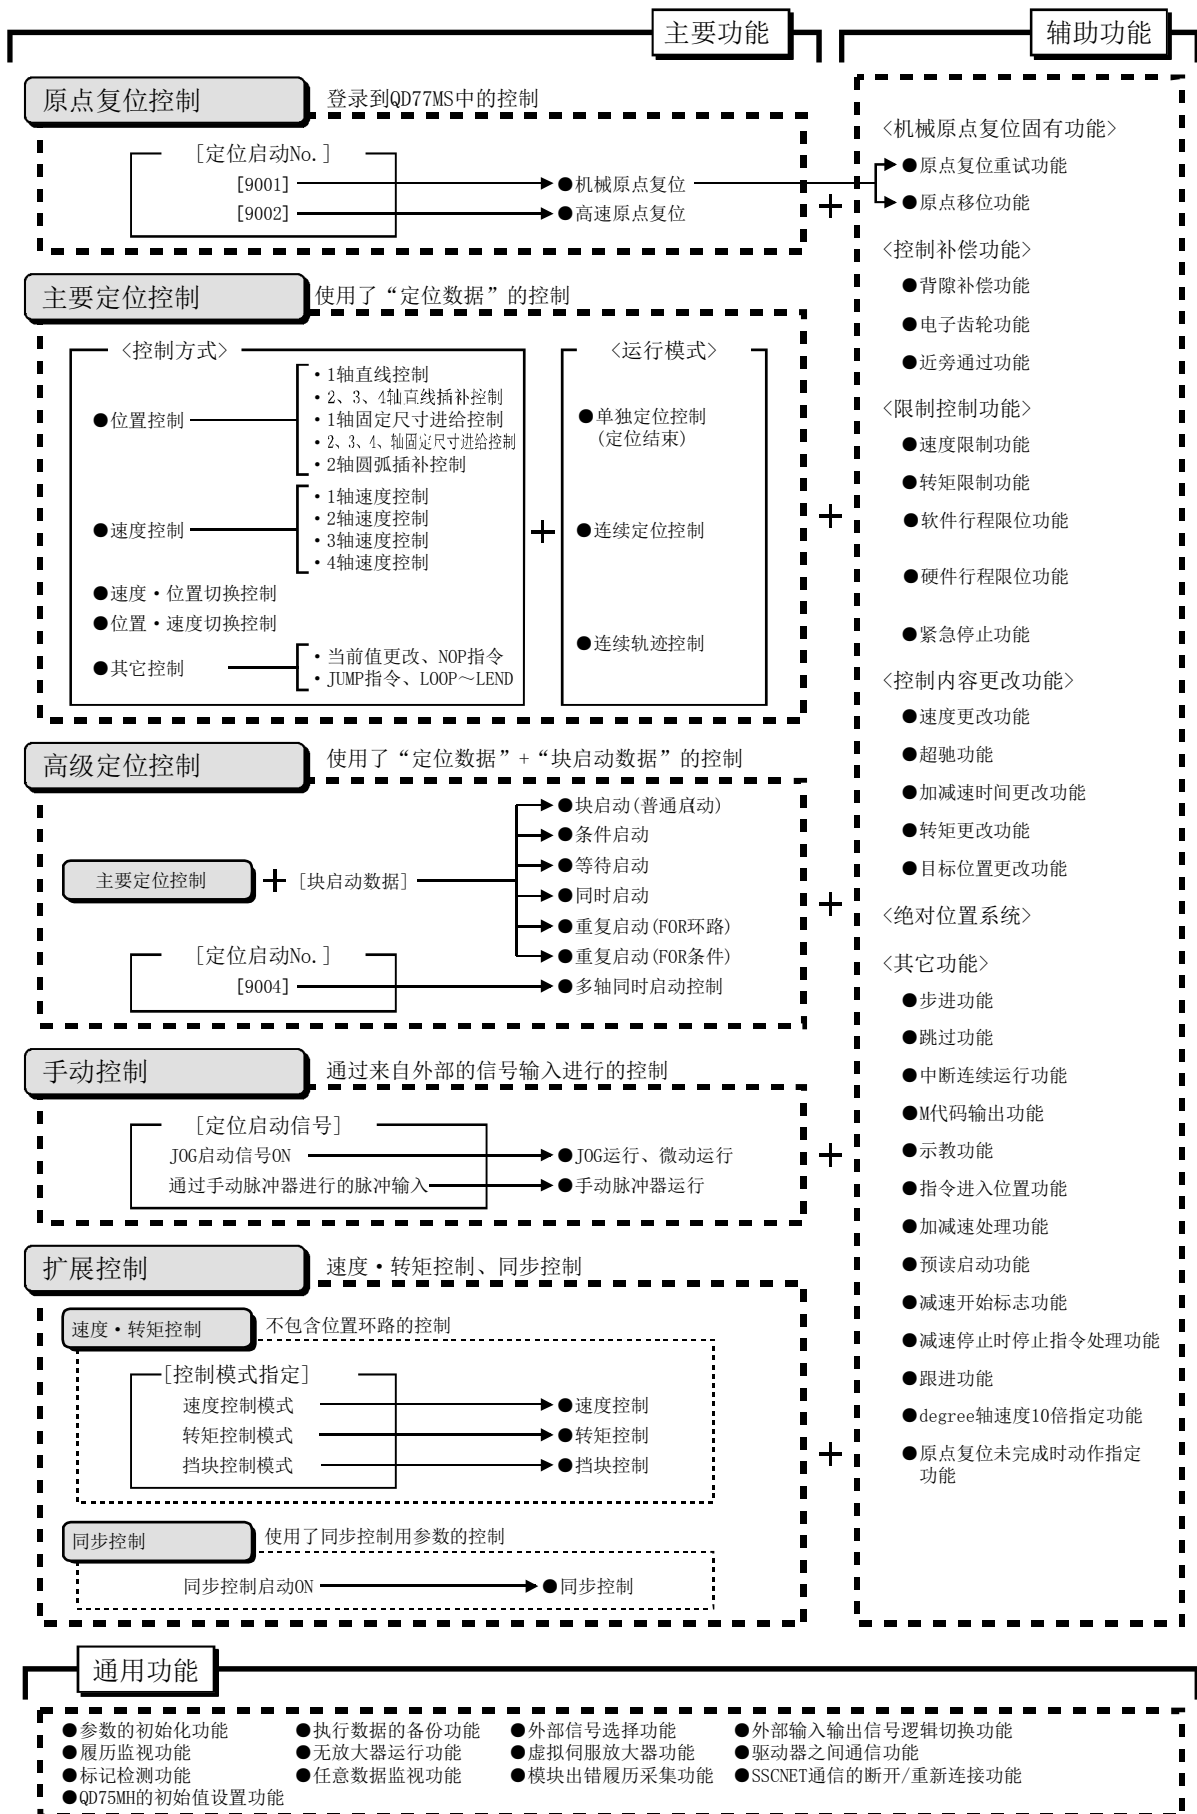 主要功能
辅助功能
原点复位控制
登录到QD77MS中的控制
[定位启动No.]
[9001]
●机械原点复位
[9002]
●高速原点复位
主要定位控制
使用了“定位数据”的控制
<控制方式>
●位置控制
・1轴直线控制
・2、3、4轴直线插补控制
・1轴固定尺寸进给控制
・2、3、4、轴固定尺寸进给控制
・2轴圆弧插补控制
●速度控制
・1轴速度控制
・2轴速度控制
・3轴速度控制
・4轴速度控制
●速度・位置切换控制
●位置・速度切换控制
●其它控制
・当前值更改、NOP指令
・JUMP指令、LOOP～LEND
+
<运行模式>
●单独定位控制
(定位结束)
●连续定位控制
●连续轨迹控制
高级定位控制
使用了“定位数据”+“块启动数据”的控制
主要定位控制
+
[块启动数据]
●块启动(普通启动)
●条件启动
●等待启动
●同时启动
●重复启动(FOR环路)
●重复启动(FOR条件)
[定位启动No.]
[9004]
●多轴同时启动控制
手动控制
通过来自外部的信号输入进行的控制
[定位启动信号]
JOG启动信号ON
●JOG运行、微动运行
通过手动脉冲器进行的脉冲输入
●手动脉冲器运行
扩展控制
速度・转矩控制、同步控制
速度・转矩控制
不包含位置环路的控制
[控制模式指定]
速度控制模式
●速度控制
转矩控制模式
●转矩控制
挡块控制模式
●挡块控制
同步控制
使用了同步控制用参数的控制
同步控制启动ON
●同步控制
+
+
+
+
+
<机械原点复位固有功能>
●原点复位重试功能
●原点移位功能
<控制补偿功能>
●背隙补偿功能
●电子齿轮功能
●近旁通过功能
<限制控制功能>
●速度限制功能
●转矩限制功能
●软件行程限位功能
●硬件行程限位功能
●紧急停止功能
<控制内容更改功能>
●速度更改功能
●超驰功能
●加减速时间更改功能
●转矩更改功能
●目标位置更改功能
<绝对位置系统>
<其它功能>
●步进功能
●跳过功能
●中断连续运行功能
●M代码输出功能
●示教功能
●指令进入位置功能
●加减速处理功能
●预读启动功能
●减速开始标志功能
●减速停止时停止指令处理功能
●跟进功能
●degree轴速度10倍指定功能
●原点复位未完成时动作指定
功能
通用功能
●参数的初始化功能 ●执行数据的备份功能 ●外部信号选择功能 ●外部输入输出信号逻辑切换功能
●履历监视功能 ●无放大器运行功能 ●虚拟伺服放大器功能 ●驱动器之间通信功能
●标记检测功能 ●任意数据监视功能 ●模块出错履历采集功能 ●SSCNET通信的断开/重新连接功能
●QD75MH的初始值设置功能